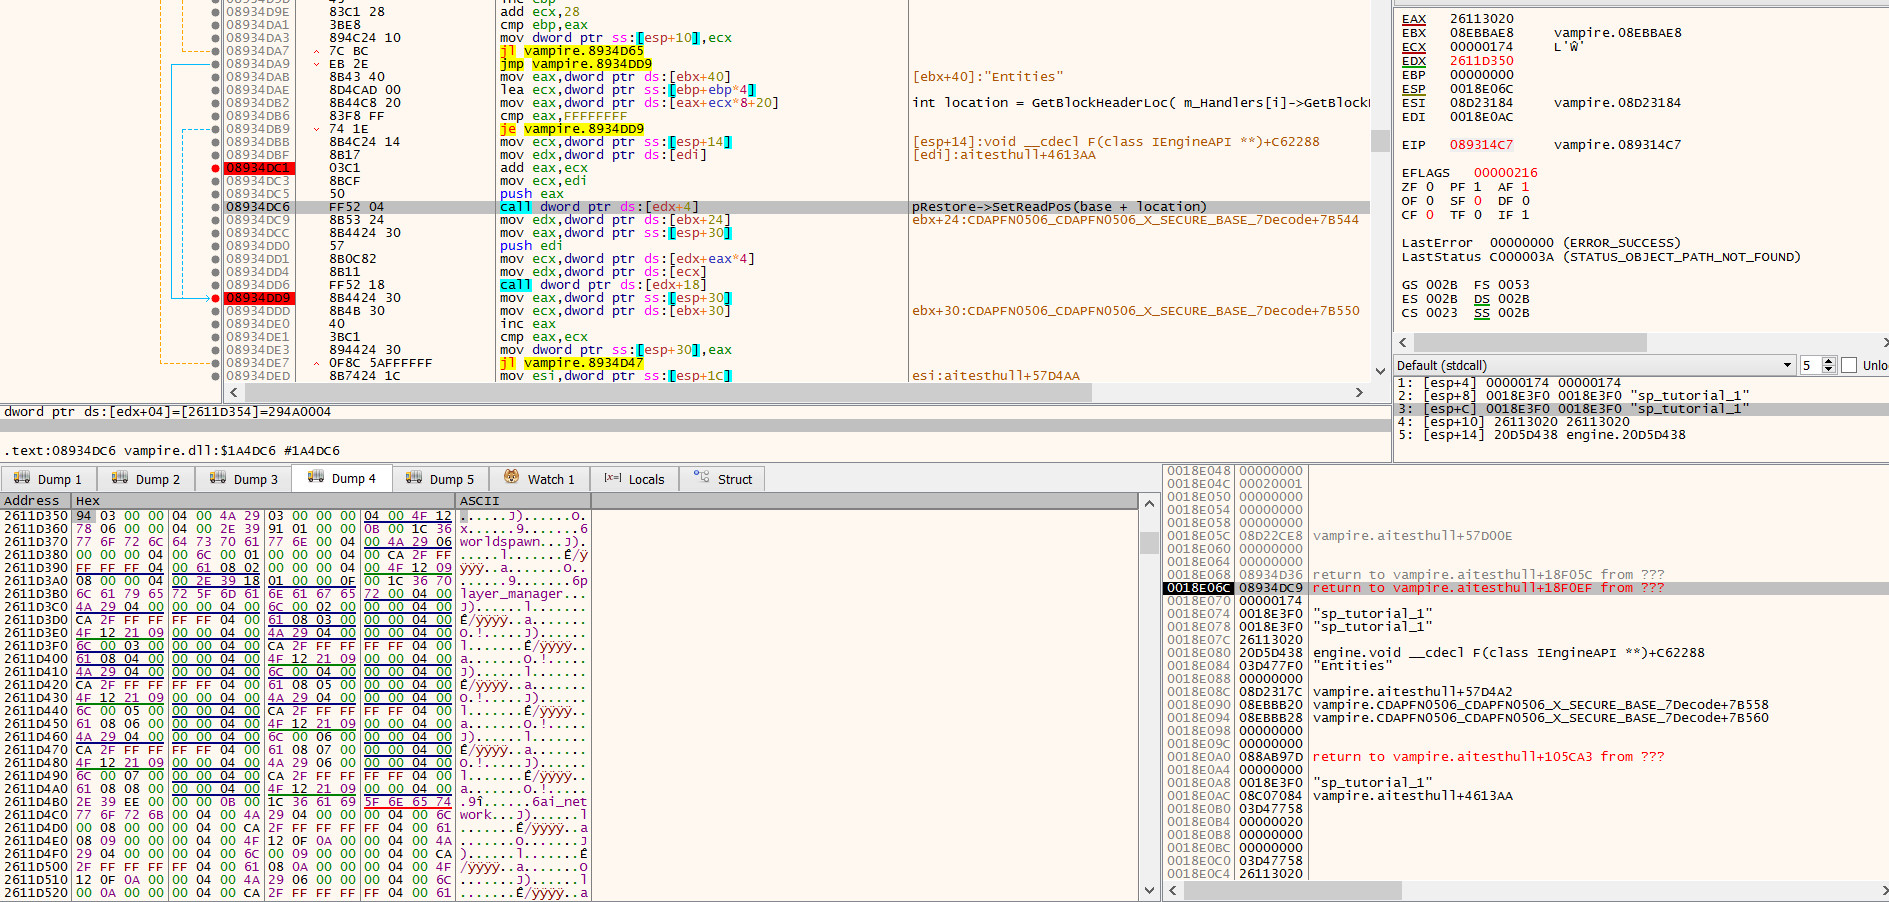 08934D9E 83C1 28 add ecx,28
08934DA1 3BE8 cmp ebp,eax
08934DA3 894C24 10 mov dword ptr ss:[esp+10],ecx
08934DA7 7C BC jl vampire.8934D65
08934DA9 EB 2E jmp vampire.8934DD9
08934DAB 8B43 40 mov eax,dword ptr ds:[ebx+40] [ebx+40]:"Entities"
08934DAE 8D4CAD 00 lea ecx,dword ptr ss:[ebp+ebp*4]
08934DB2 8B44C8 20 mov eax,dword ptr ds:[eax+ecx*8+20] int location = GetBlockHeaderLoc( m_Handlers[i]->GetBlock
08934DB6 83F8 FF cmp eax,FFFFFFFF
08934DB9 74 1E je vampire.8934DD9
08934DBB 8B4C24 14 mov ecx,dword ptr ss:[esp+14] [esp+14]:void __cdecl F(class IEngineAPI **)+C62288
08934DBF 8B17 mov edx,dword ptr ds:[edi] [edi]:aitesthull+4613AA
08934DC1 03C1 add eax,ecx
08934DC3 8BCF mov ecx,edi
08934DC5 50 push eax
08934DC6 FF52 04 call dword ptr ds:[edx+4] pRestore->SetReadPos(base + location)
08934DC9 8B53 24 mov edx,dword ptr ds:[ebx+24] ebx+24:CDAPFN0506_CDAPFN0506_X_SECURE_BASE_7Decode+7B544
08934DCC 8B4424 30 mov eax,dword ptr ss:[esp+30]
08934DD0 57 push edi
08934DD1 8B0C82 mov ecx,dword ptr ds:[edx+eax*4]
08934DD4 8B11 mov edx,dword ptr ds:[ecx]
08934DD6 FF52 18 call dword ptr ds:[edx+18]
08934DD9 8B4424 30 mov eax,dword ptr ss:[esp+30]
08934DDD 8B4B 30 mov ecx,dword ptr ds:[ebx+30] ebx+30:CDAPFN0506_CDAPFN0506_X_SECURE_BASE_7Decode+7B550
08934DE0 40 inc eax
08934DE1 3BC1 cmp eax,ecx
08934DE3 894424 30 mov dword ptr ss:[esp+30],eax
08934DE7 0F8C 5AFFFFFF jl vampire.8934D47
08934DED 8B7424 1C mov esi,dword ptr ss:[esp+1C] esi:aitesthull+57D4AA
dword ptr ds:[edx+04]=[2611D354]=294A0004
.text:08934DC6 vampire.dll:$1A4DC6 #1A4DC6
EAX 26113020
EBX 08EBBAE8 vampire.08EBBAE8
ECX 00000174 L'Ŵ'
EDX 2611D350
EBP 00000000
ESP 0018E06C
ESI 08D23184 vampire.08D23184
EDI 0018E0AC
EIP 089314C7 vampire.089314C7
EFLAGS 00000216
ZF 0 PF 1 AF 1
OF 0 SF 0 DF 0
CF 0 TF 0 IF 1
LastError 00000000 (ERROR_SUCCESS)
LastStatus C000003A (STATUS_OBJECT_PATH_NOT_FOUND)
GS 002B FS 0053
ES 002B DS 002B
CS 0023 SS 002B
Default (stdcall) 5 Unlo
1: [esp+4] 00000174 00000174
2: [esp+8] 0018E3F0 0018E3F0 "sp_tutorial_1"
3: [esp+C] 0018E3F0 0018E3F0 "sp_tutorial_1"
4: [esp+10] 26113020 26113020
5: [esp+14] 20D5D438 engine.20D5D438
Dump 1 Dump 2 Dump 3 Dump 4 Dump 5 Watch 1 [x=] Locals Struct
Address Hex ASCII
2611D350 94 03 00 00 04 00 4A 29 03 00 00 00 04 00 4F 12 ......J)......O.
2611D360 78 06 00 00 04 00 2E 39 91 01 00 00 0B 00 1C 36 x......9.......6
2611D370 77 6F 72 6C 64 73 70 61 77 6E 00 04 00 4A 29 06 worldspawn...J).
2611D380 00 00 00 04 00 6C 00 01 00 00 00 04 00 CA 2F FF .....l.......Ê/ÿ
2611D390 FF FF FF 04 00 61 08 02 00 00 00 04 00 4F 12 09 ÿÿÿ..a.......O..
2611D3A0 08 00 00 04 00 2E 39 18 01 00 00 0F 00 1C 36 70 ......9.......6p
2611D3B0 6C 61 79 65 72 5F 6D 61 6E 61 67 65 72 00 04 00 layer_manager...
2611D3C0 4A 29 04 00 00 00 04 00 6C 00 02 00 00 00 04 00 J)......l.......
2611D3D0 CA 2F FF FF FF FF 04 00 61 08 03 00 00 00 04 00 Ê/ÿÿÿÿ..a.......
2611D3E0 4F 12 21 09 00 00 04 00 4A 29 04 00 00 00 04 00 O.!.....J)......
2611D3F0 6C 00 03 00 00 00 04 00 CA 2F FF FF FF FF 04 00 l.......Ê/ÿÿÿÿ..
2611D400 61 08 04 00 00 00 04 00 4F 12 21 09 00 00 04 00 a.......O.!.....
2611D410 4A 29 04 00 00 00 04 00 6C 00 04 00 00 00 04 00 J)......l.......
2611D420 CA 2F FF FF FF FF 04 00 61 08 05 00 00 00 04 00 Ê/ÿÿÿÿ..a.......
2611D430 4F 12 21 09 00 00 04 00 4A 29 04 00 00 00 04 00 O.!.....J)......
2611D440 6C 00 05 00 00 00 04 00 CA 2F FF FF FF FF 04 00 l.......Ê/ÿÿÿÿ..
2611D450 61 08 06 00 00 00 04 00 4F 12 21 09 00 00 04 00 a.......O.!.....
2611D460 4A 29 04 00 00 00 04 00 6C 00 06 00 00 00 04 00 J)......l.......
2611D470 CA 2F FF FF FF FF 04 00 61 08 07 00 00 00 04 00 Ê/ÿÿÿÿ..a.......
2611D480 4F 12 21 09 00 00 04 00 4A 29 06 00 00 00 04 00 O.!.....J)......
2611D490 6C 00 07 00 00 00 04 00 CA 2F FF FF FF FF 04 00 l.......Ê/ÿÿÿÿ..
2611D4A0 61 08 08 00 00 00 04 00 4F 12 21 09 00 00 04 00 a.......O.!.....
2611D4B0 2E 39 EE 00 00 00 0B 00 1C 36 61 69 5F 6E 65 74 .9î......6ai_net
2611D4C0 77 6F 72 6B 00 04 00 4A 29 04 00 00 00 04 00 6C work...J)......l
2611D4D0 00 08 00 00 00 04 00 CA 2F FF FF FF FF 04 00 61 .......Ê/ÿÿÿÿ..a
2611D4E0 08 09 00 00 00 04 00 4F 12 0F 0A 00 00 04 00 4A .......O.......J
2611D4F0 29 04 00 00 00 04 00 6C 00 09 00 00 00 04 00 CA )......l.......Ê
2611D500 2F FF FF FF FF 04 00 61 08 0A 00 00 00 04 00 4F /ÿÿÿÿ..a.......O
2611D510 12 0F 0A 00 00 04 00 4A 29 06 00 00 00 04 00 6C .......J)......l
2611D520 00 0A 00 00 00 04 00 CA 2F FF FF FF FF 04 00 61 .......Ê/ÿÿÿÿ..a
0018E048 00000000
0018E04C 00020001
0018E050 00000000
0018E054 00000000
0018E058 00000000
0018E05C 08D22CE8 vampire.aitesthull+57D00E
0018E060 00000000
0018E064 00000000
0018E068 08934D36 return to vampire.aitesthull+18F05C from ???
0018E06C 08934DC9 return to vampire.aitesthull+18F0EF from ???
0018E070 00000174
0018E074 0018E3F0 "sp_tutorial_1"
0018E078 0018E3F0 "sp_tutorial_1"
0018E07C 26113020
0018E080 20D5D438 engine.void __cdecl F(class IEngineAPI **)+C62288
0018E084 03D477F0 "Entities"
0018E088 00000000
0018E08C 08D2317C vampire.aitesthull+57D4A2
0018E090 08EBBB20 vampire.CDAPFN0506_CDAPFN0506_X_SECURE_BASE_7Decode+7B558
0018E094 08EBBB28 vampire.CDAPFN0506_CDAPFN0506_X_SECURE_BASE_7Decode+7B560
0018E098 00000000
0018E09C 00000000
0018E0A0 088AB97D return to vampire.aitesthull+105CA3 from ???
0018E0A4 00000000
0018E0A8 0018E3F0 "sp_tutorial_1"
0018E0AC 08C07084 vampire.aitesthull+4613AA
0018E0B0 03D47758
0018E0B4 00000020
0018E0B8 00000000
0018E0BC 00000000
0018E0C0 03D47758
0018E0C4 26113020